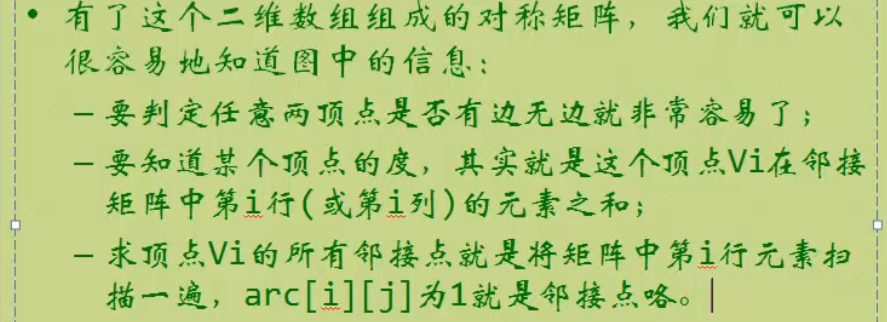 • 有了这个二维数组组成的对称矩阵，我们就可以
很容易地知道图中的信息：
–要判定任意两顶点是否有边无边就非常容易了；
–要知道某个顶点的度，其实就是这个顶点Vi在邻接
矩阵中第i行(或第i列)的元素之和；
–求顶点Vi的所有邻接点就是将矩阵中第i行元素扫
描一遍，arc[i][j]为1就是邻接点咯。